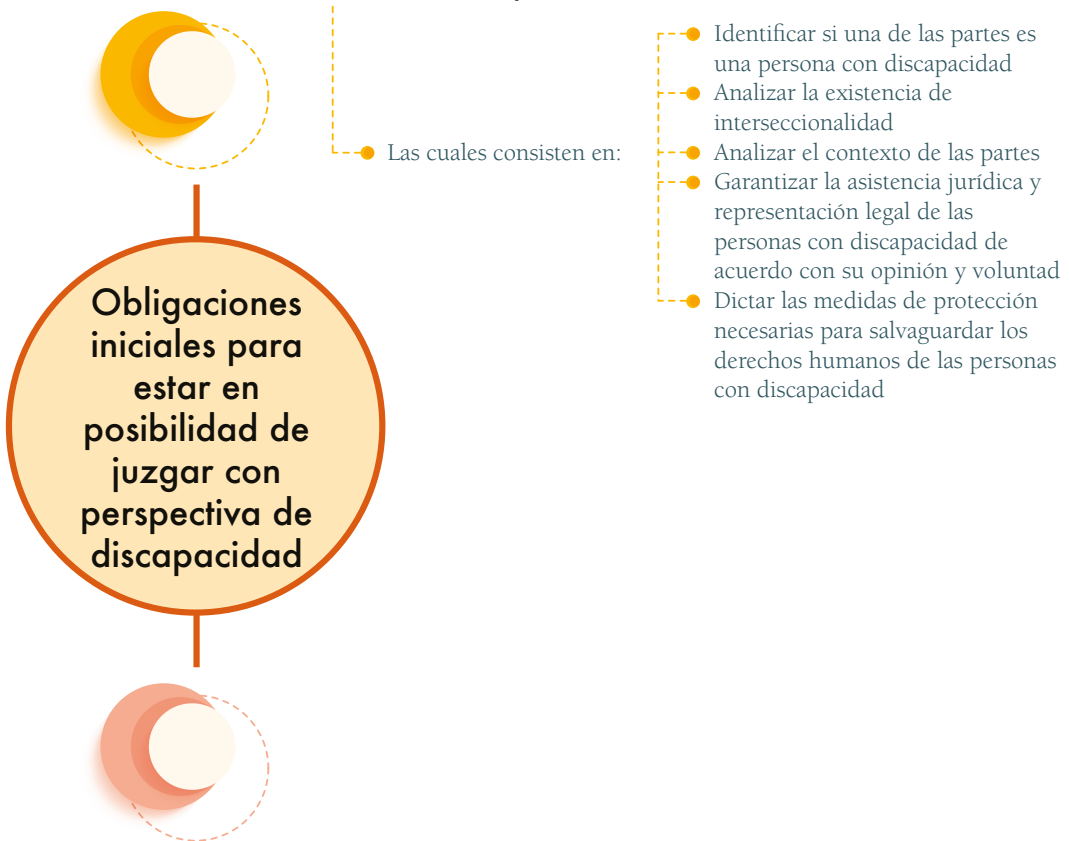 Identificar si una de las partes es
una persona con discapacidad
Analizar la existencia de
interseccionalidad
Las cuales consisten en:
Analizar el contexto de las partes
Garantizar la asistencia jurídica y
representación legal de las
personas con discapacidad de
acuerdo con su opinión y voluntad
Dictar las medidas de protección
necesarias para salvaguardar los
derechos humanos de las personas
con discapacidad
Obligaciones
iniciales para
estar en
posibilidad de
juzgar con
perspectiva de
discapacidad